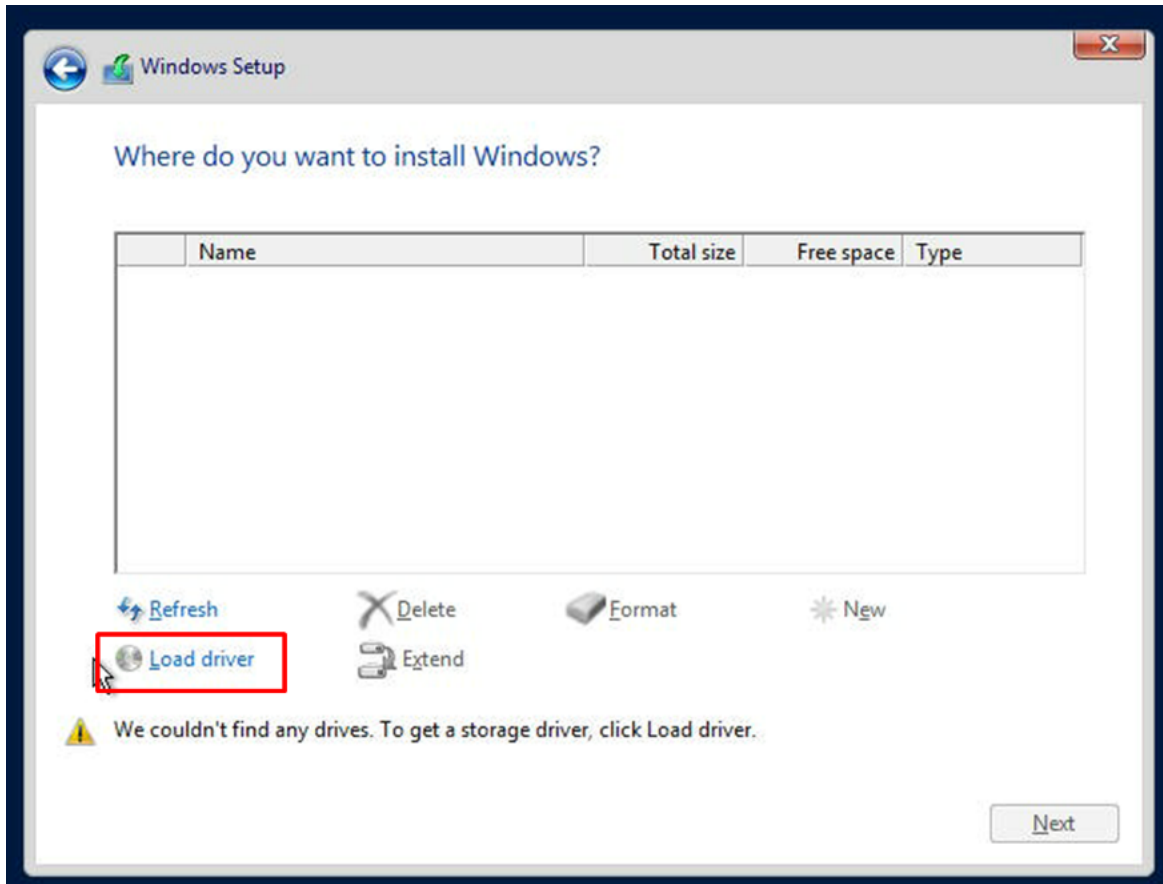 Windows Setup
Where do you want to install Windows?
Name Total size Free space Type
Refresh Delete Format New
Load driver Extend
We couldn't find any drives. To get a storage driver, click Load driver.
Next